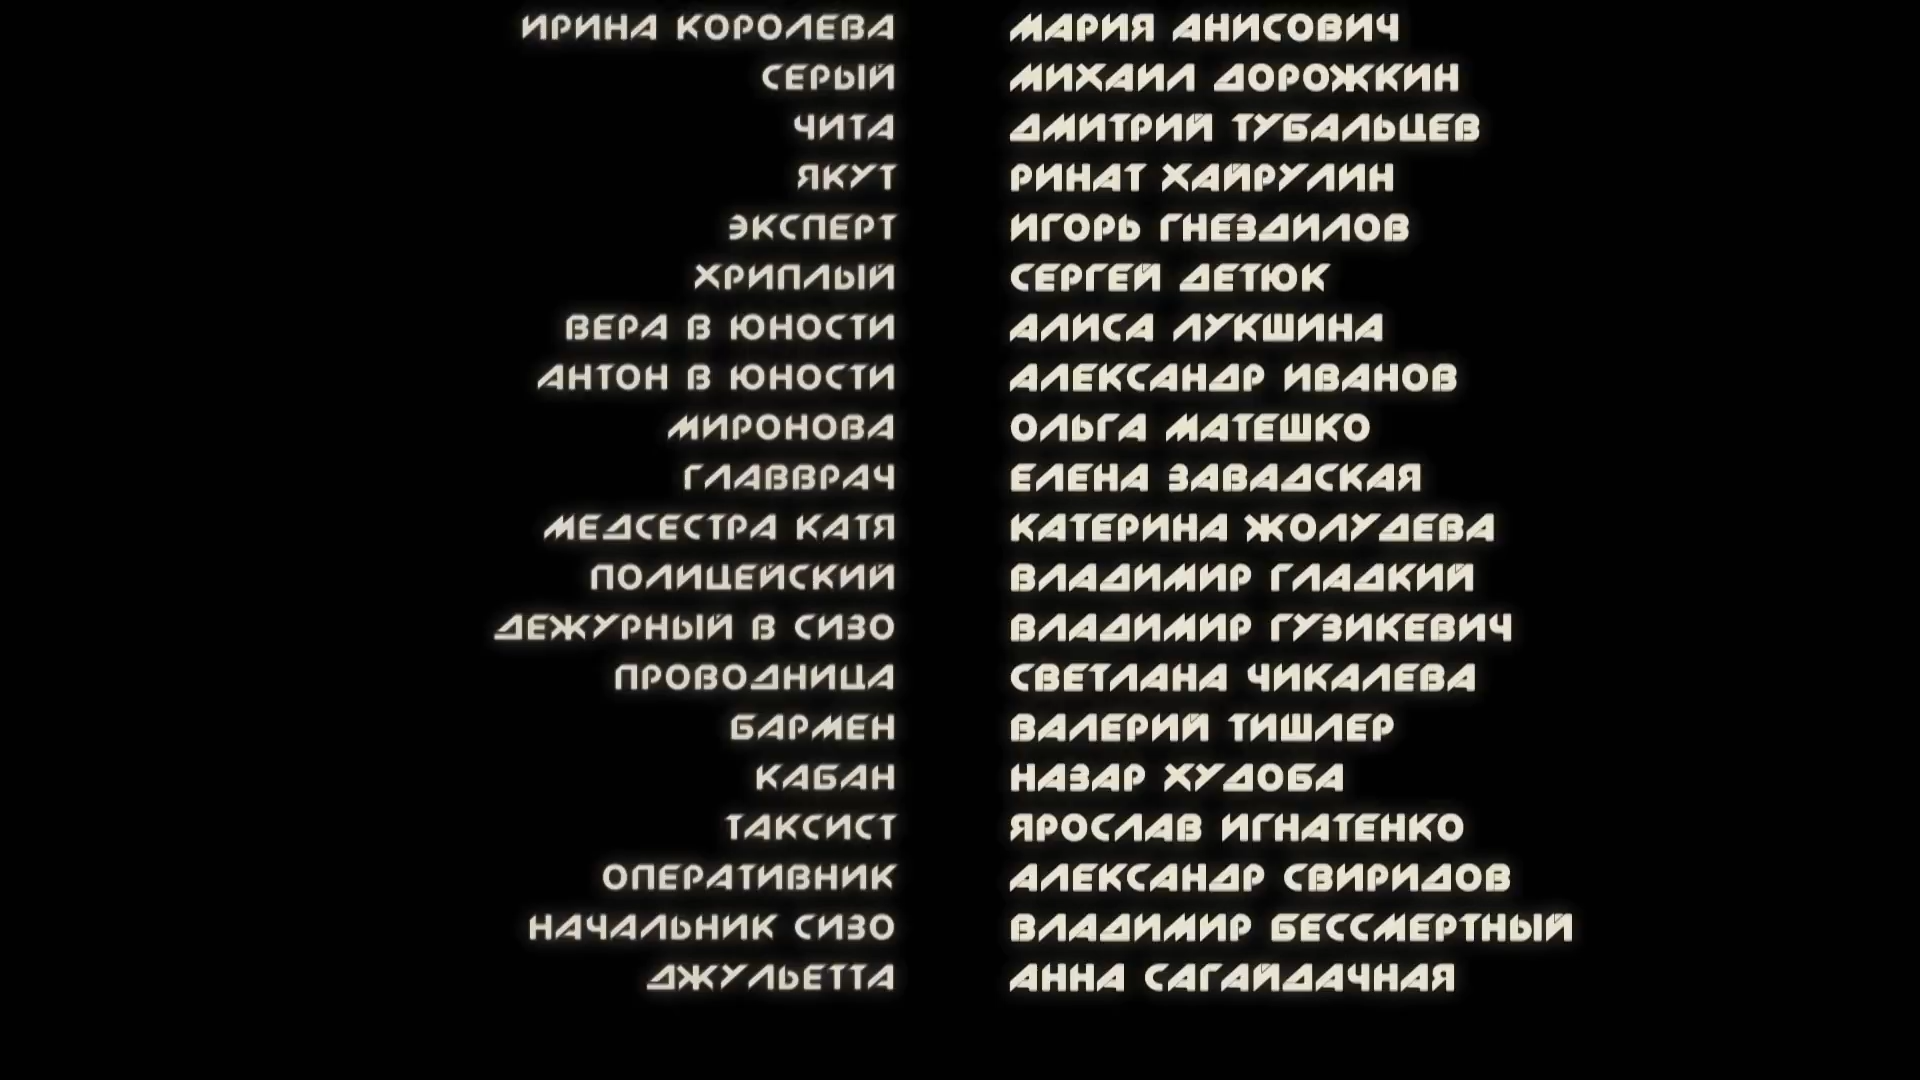 ИРИНА КОРОЛЕВА МАРИЯ АНИСОВИЧ
СЕРЫЙ МИХАИЛ ДОРОЖКИН
ЧИТА ДМИТРИЙ ТУБАЛЬЦЕВ
ЯКУТ РИНАТ ХАЙРУЛИН
ЭКСПЕРТ ИГОРЬ ГНЕЗДИЛОВ
ХРИПЛЫЙ СЕРГЕЙ ДЕТЮК
ВЕРА В ЮНОСТИ АЛИСА ЛУКШИНА
АНТОН В ЮНОСТИ АЛЕКСАНДР ИВАНОВ
МИРОНОВА ОЛЬГА МАТЕШКО
ГЛАВВРАЧ ЕЛЕНА ЗАВАДСКАЯ
МЕДСЕСТРА КАТЯ КАТЕРИНА ЖОЛУДЕВА
ПОЛИЦЕЙСКИЙ ВЛАДИМИР ГЛАДКИЙ
ДЕЖУРНЫЙ В СИЗО ВЛАДИМИР ГУЗИКЕВИЧ
ПРОВОДНИЦА СВЕТЛАНА ЧИКАЛЕВА
БАРМЕН ВАЛЕРИЙ ТИШЛЕР
КАБАН НАЗАР ХУДОБА
ТАКСИСТ ЯРОСЛАВ ИГНАТЕНКО
ОПЕРАТИВНИК АЛЕКСАНДР СВИРИДОВ
НАЧАЛЬНИК СИЗО ВЛАДИМИР БЕССМЕРТНЫЙ
ДЖУЛЬЕТТА АННА САГАЙДАЧНАЯ